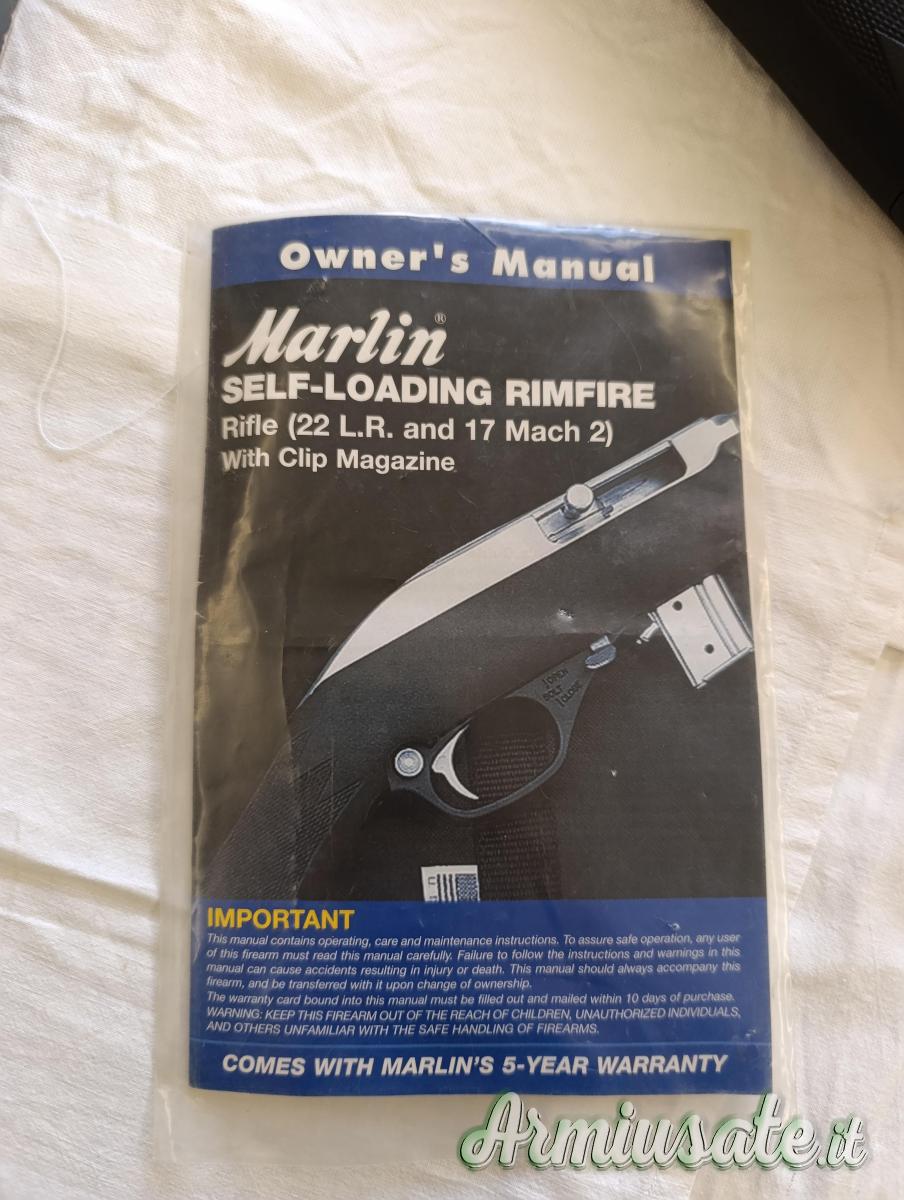 Owner's Manual
Marlin®
SELF-LOADING RIMFIRE
Rifle (22 L.R. and 17 Mach 2)
With Clip Magazine
OPEN
BOLT
CLOSE
IMPORTANT
This manual contains operating, care and maintenance instructions. To assure safe operation, any user
of this firearm must read this manual carefully. Failure to follow the instructions and warnings in this
manual can cause accidents resulting in injury or death. This manual should always accompany this
firearm, and be transferred with it upon change of ownership.
The warranty card bound into this manual must be filled out and mailed within 10 days of purchase.
WARNING: KEEP THIS FIREARM OUT OF THE REACH OF CHILDREN, UNAUTHORIZED INDIVIDUALS,
AND OTHERS UNFAMILIAR WITH THE SAFE HANDLING OF FIREARMS.
COMES WITH MARLIN'S 5-YEAR WARRANTY
Armiusate.it